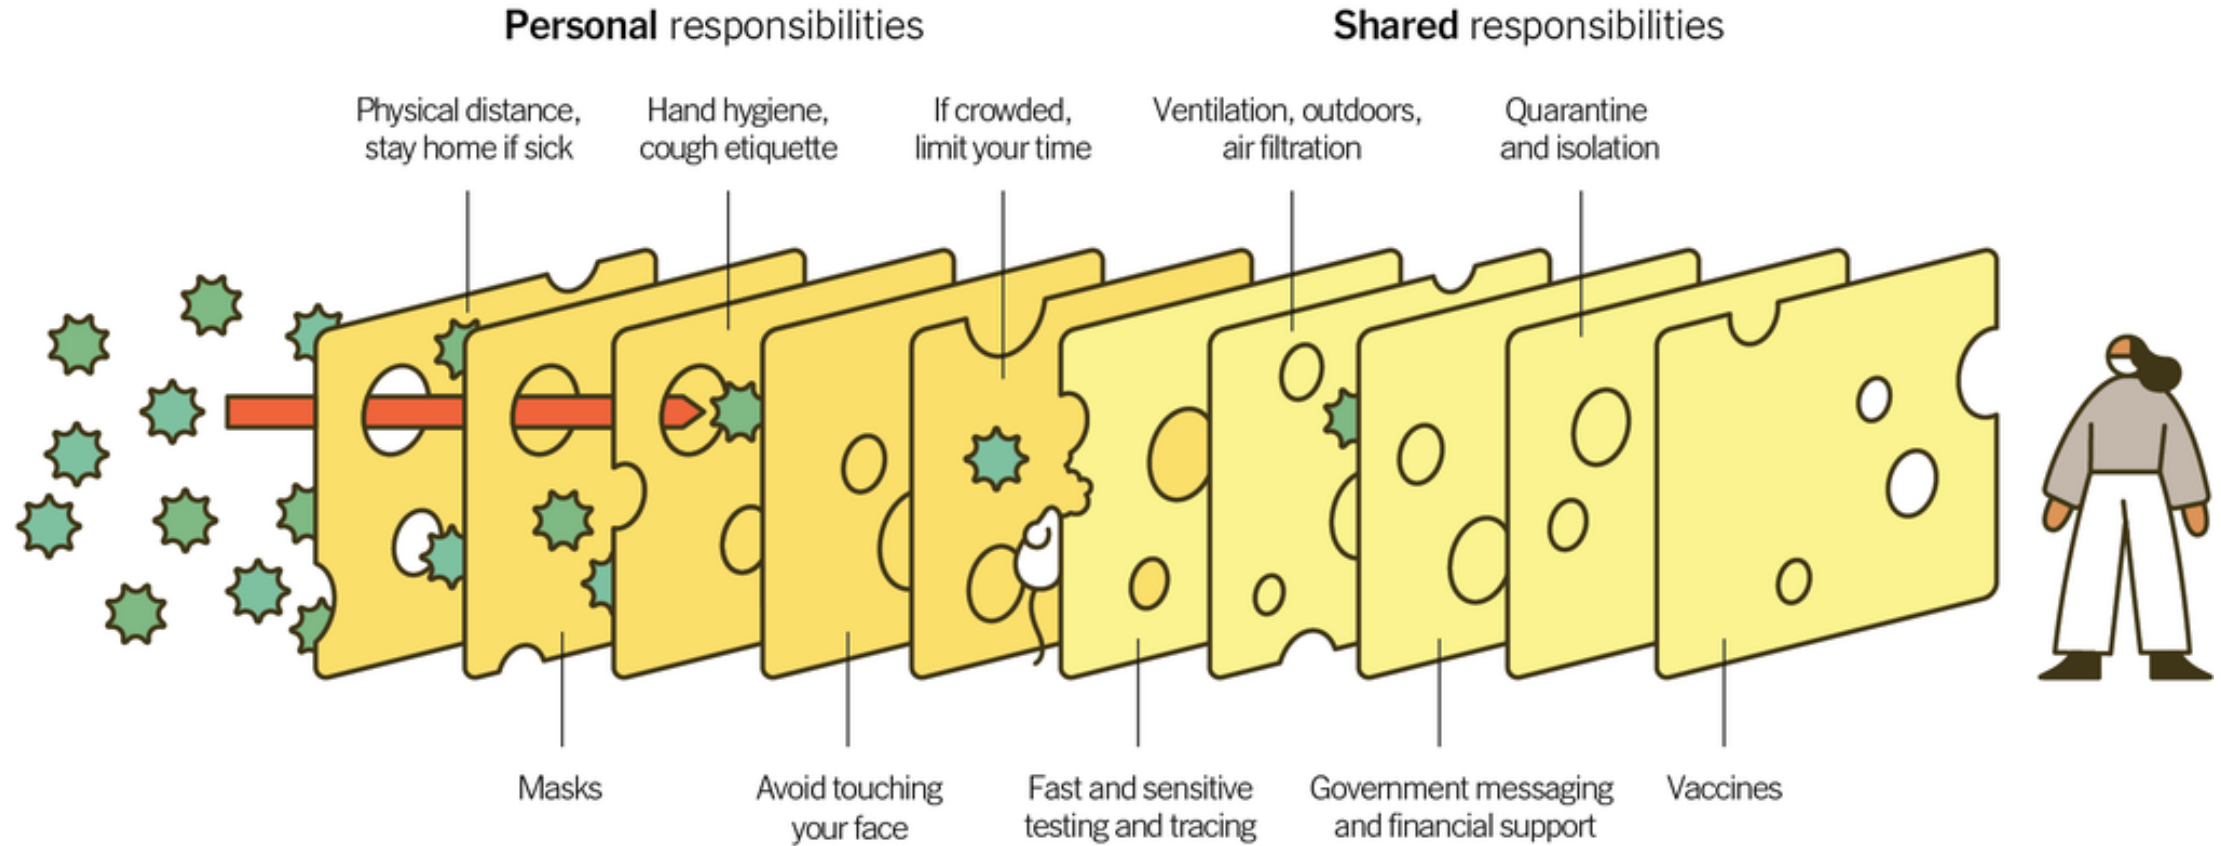 Personal responsibilities
Shared responsibilities
Physical distance,
stay home if sick
Hand hygiene,
cough etiquette
If crowded,
limit your time
Ventilation, outdoors,
air filtration
Quarantine
and isolation
Masks
Avoid touching
your face
Fast and sensitive
testing and tracing
Government messaging
and financial support
Vaccines